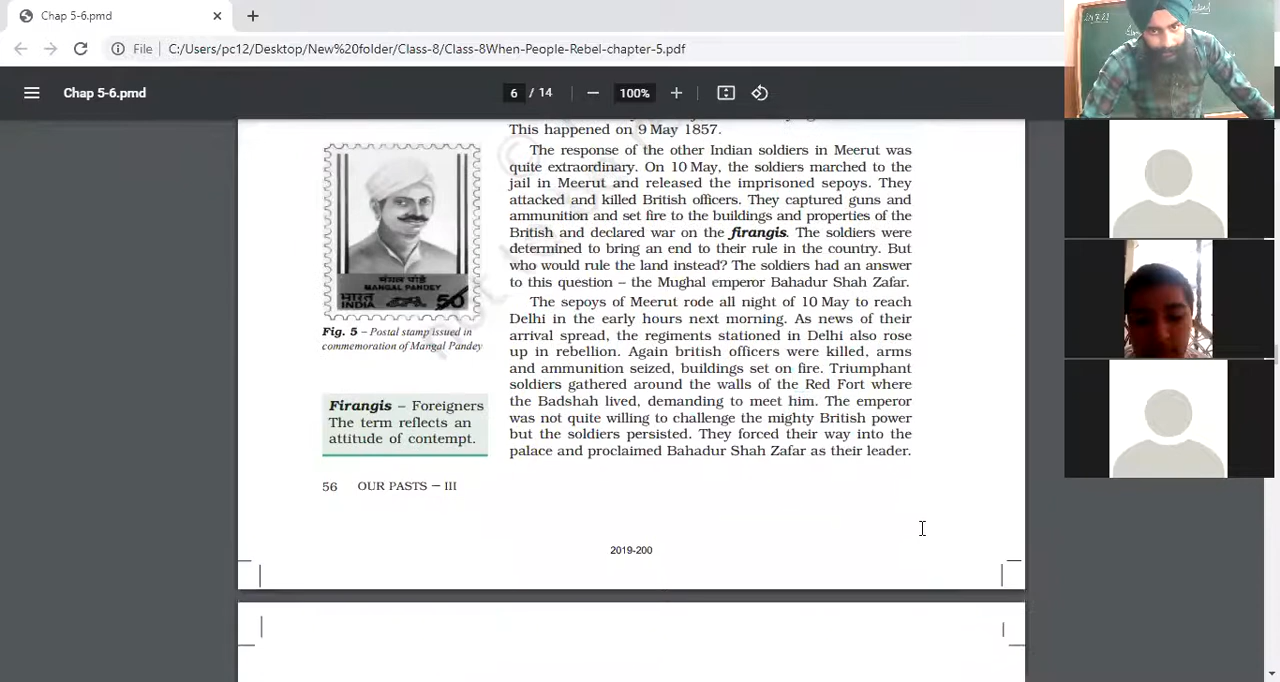 Chap 5-6.pmd
File
C:/Users/pc12/Desktop/New%20folder/Class-8/Class-8When-People-Rebel-chapter-5.pdf
Chap 5-6.pmd
6 / 14
100%
This happened on 9 May 1857.
The response of the other Indian soldiers in Meerut was
quite extraordinary. On 10 May, the soldiers marched to the
jail in Meerut and released the imprisoned sepoys. They
attacked and killed British officers. They captured guns and
ammunition and set fire to the buildings and properties of the
British and declared war on the firangis. The soldiers were
determined to bring an end to their rule in the country. But
who would rule the land instead? The soldiers had an answer
to this question – the Mughal emperor Bahadur Shah Zafar.
The sepoys of Meerut rode all night of 10 May to reach
Delhi in the early hours next morning. As news of their
arrival spread, the regiments stationed in Delhi also rose
up in rebellion. Again british officers were killed, arms
and ammunition seized, buildings set on fire. Triumphant
soldiers gathered around the walls of the Red Fort where
the Badshah lived, demanding to meet him. The emperor
was not quite willing to challenge the mighty British power
but the soldiers persisted. They forced their way into the
palace and proclaimed Bahadur Shah Zafar as their leader.
मंगल पांडे
MANGAL PANDEY
भारत
INDIA
50
Fig. 5 – Postal stamp issued in
commemoration of Mangal Pandey
Firangis – Foreigners
The term reflects an
attitude of contempt.
56 OUR PASTS – III
2019-200